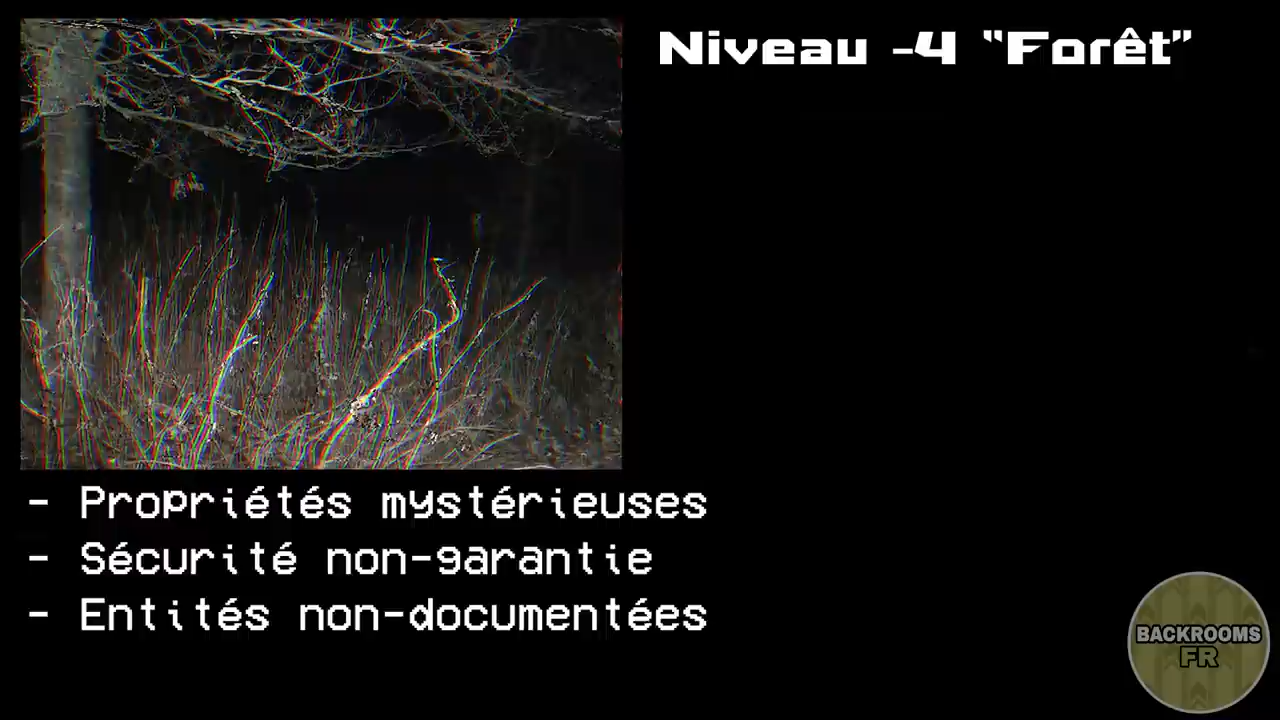 Niveau -4 "Forêt"
- Propriétés mystérieuses
- Sécurité non-garantie
- Entités non-documentées
BACKROOMS
FR